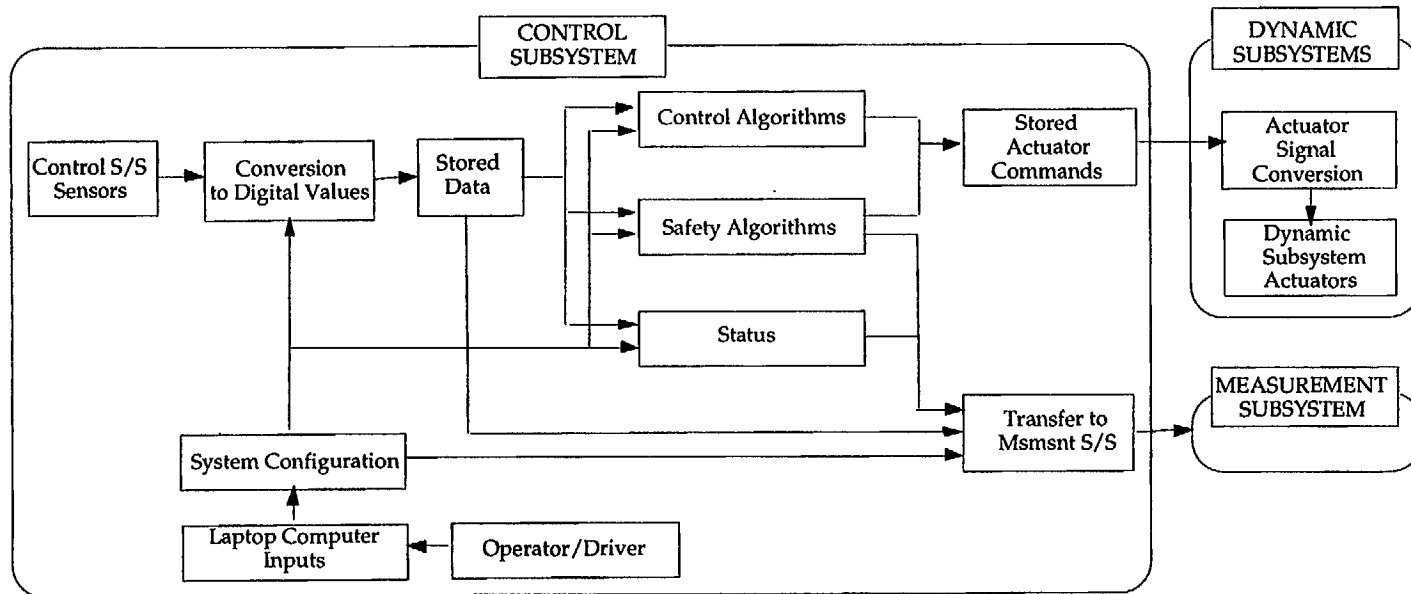 CONTROL
SUBSYSTEM
DYNAMIC
SUBSYSTEMS
Control S/S
Sensors
Conversion
to Digital Values
Stored
Data
Control Algorithms
Stored
Actuator
Commands
Actuator
Signal
Conversion
Safety Algorithms
Dynamic
Subsystem
Actuators
Status
MEASUREMENT
SUBSYSTEM
System Configuration
Transfer to
Msmsnt S/S
Laptop Computer
Inputs
Operator/Driver